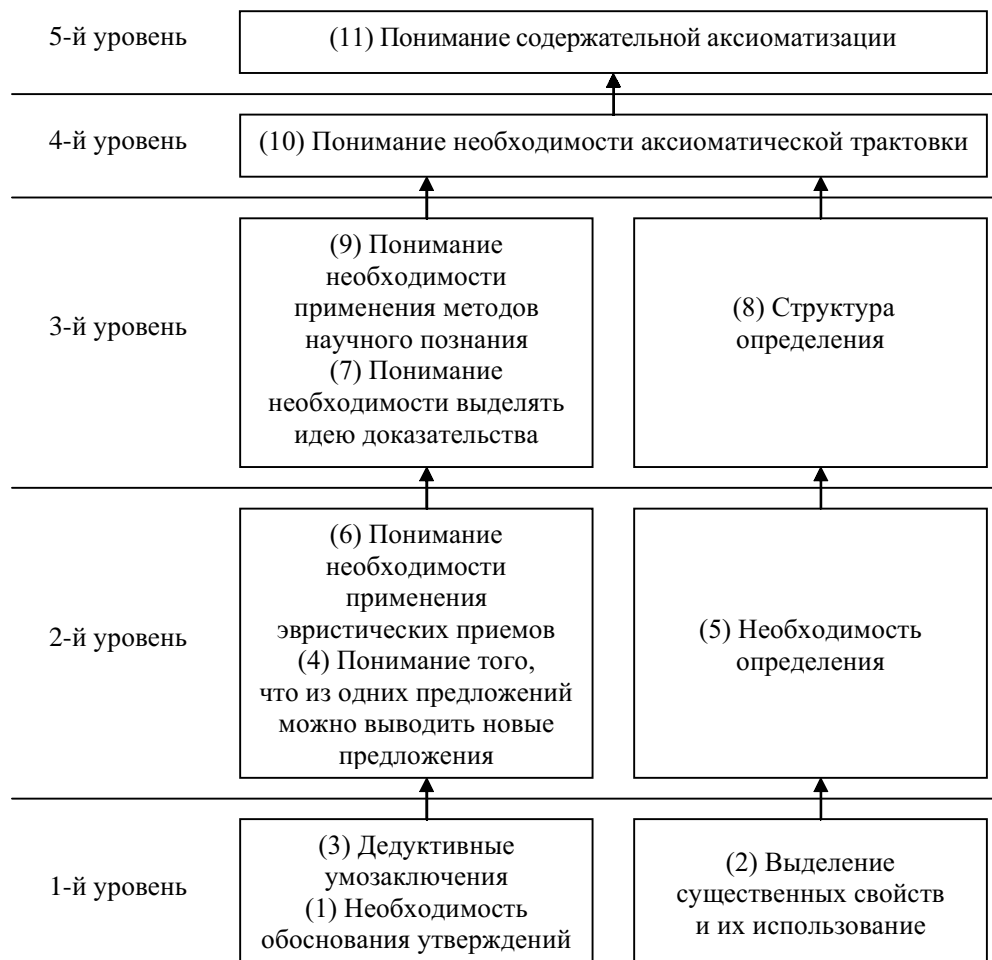 5-й уровень
(11) Понимание содержательной аксиоматизации
4-й уровень
(10) Понимание необходимости аксиоматической трактовки
3-й уровень
(9) Понимание
необходимости
применения методов
научного познания
(7) Понимание
необходимости выделять
идею доказательства
(8) Структура
определения
2-й уровень
(6) Понимание
необходимости
применения
эвристических приемов
(4) Понимание того,
что из одних предложений
можно выводить новые
предложения
(5) Необходимость
определения
1-й уровень
(3) Дедуктивные
умозаключения
(1) Необходимость
обоснования утверждений
(2) Выделение
существенных свойств
и их использование